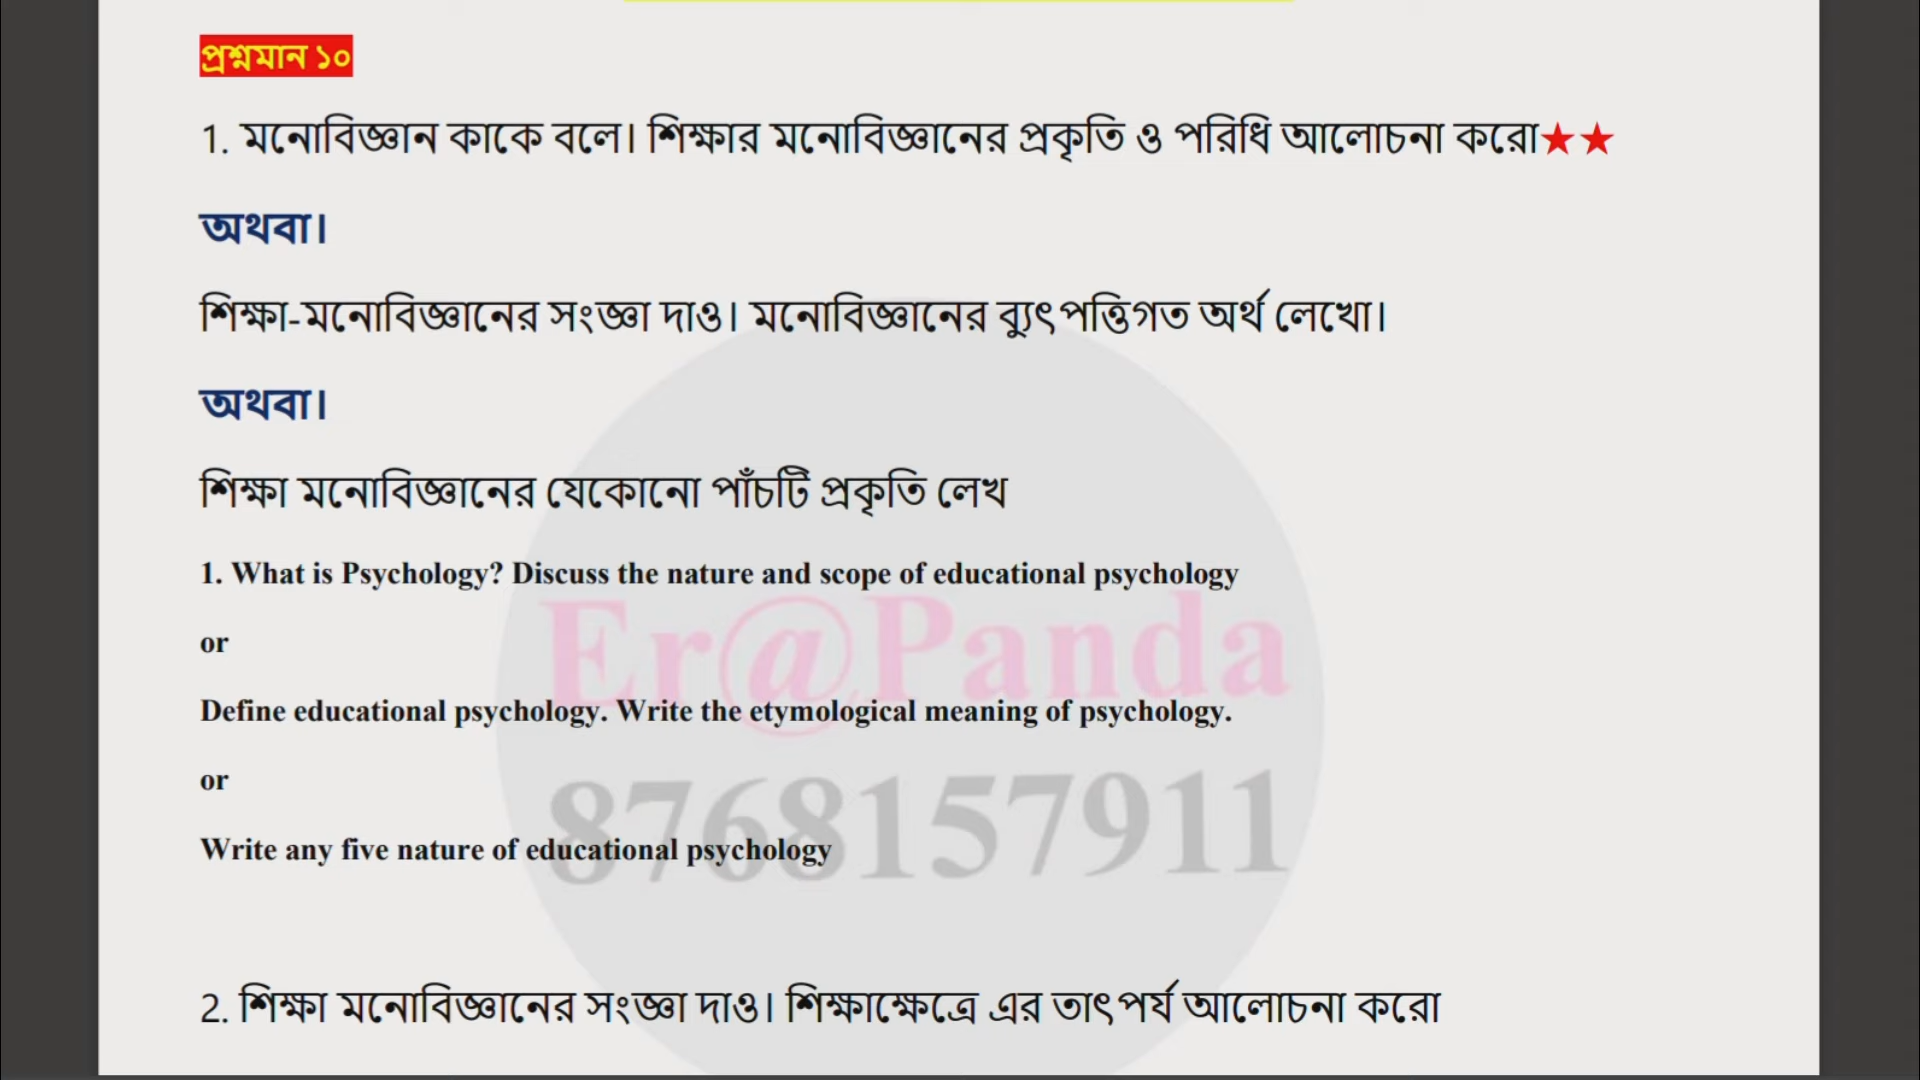 প্রশ্নমান ১০
1. মনোবিজ্ঞান কাকে বলে। শিক্ষার মনোবিজ্ঞানের প্রকৃতি ও পরিধি আলোচনা করো★★
অথবা।
শিক্ষা-মনোবিজ্ঞানের সংজ্ঞা দাও। মনোবিজ্ঞানের ব্যুৎপত্তিগত অর্থ লেখো।
অথবা।
শিক্ষা মনোবিজ্ঞানের যেকোনো পাঁচটি প্রকৃতি লেখ
1. What is Psychology? Discuss the nature and scope of educational psychology
Er@Panda
or
Define educational psychology. Write the etymological meaning of psychology.
or
8768157911
Write any five nature of educational psychology
2. শিক্ষা মনোবিজ্ঞানের সংজ্ঞা দাও। শিক্ষাক্ষেত্রে এর তাৎপর্য আলোচনা করো